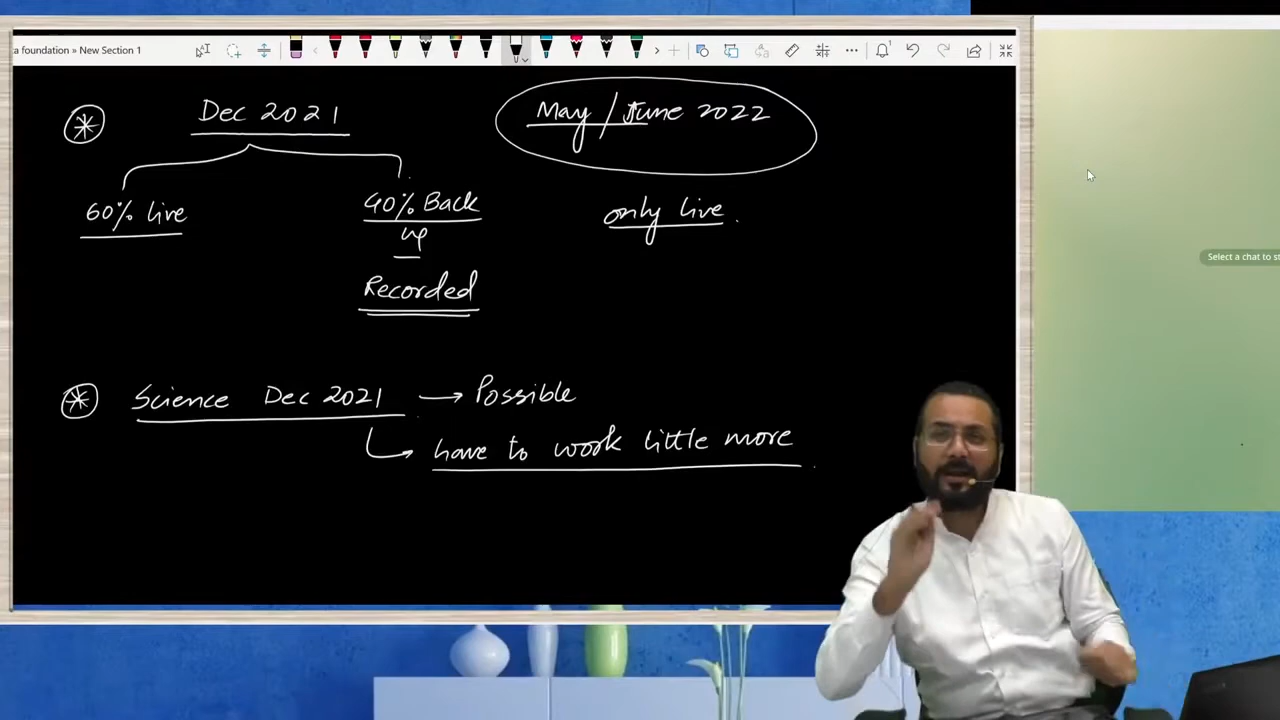 a foundation » New Section 1
Dec 2021
May/June 2022
60% live
40% Back
up
Recorded
only live.
Select a chat to st
Science Dec 2021 → Possible
have to work little more